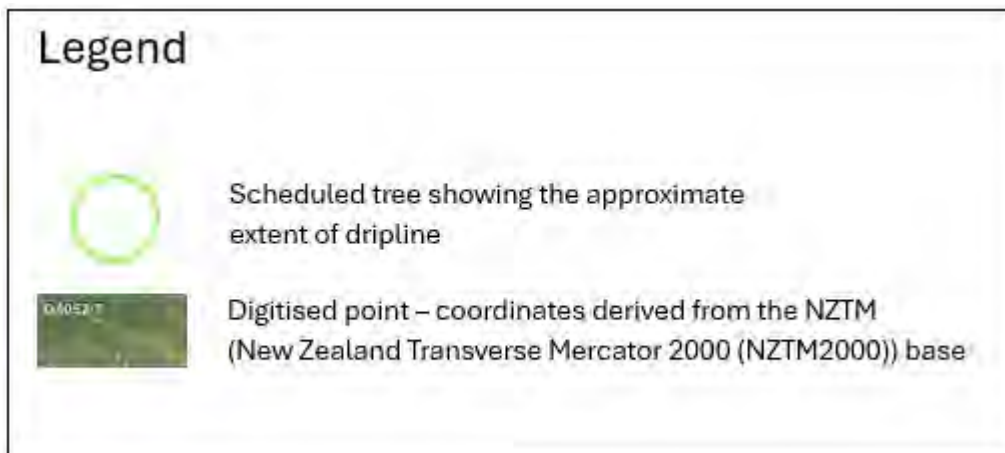 Legend
Scheduled tree showing the approximate
extent of dripline
Digitised point – coordinates derived from the NZTM
(New Zealand Transverse Mercator 2000 (NZTM2000)) base